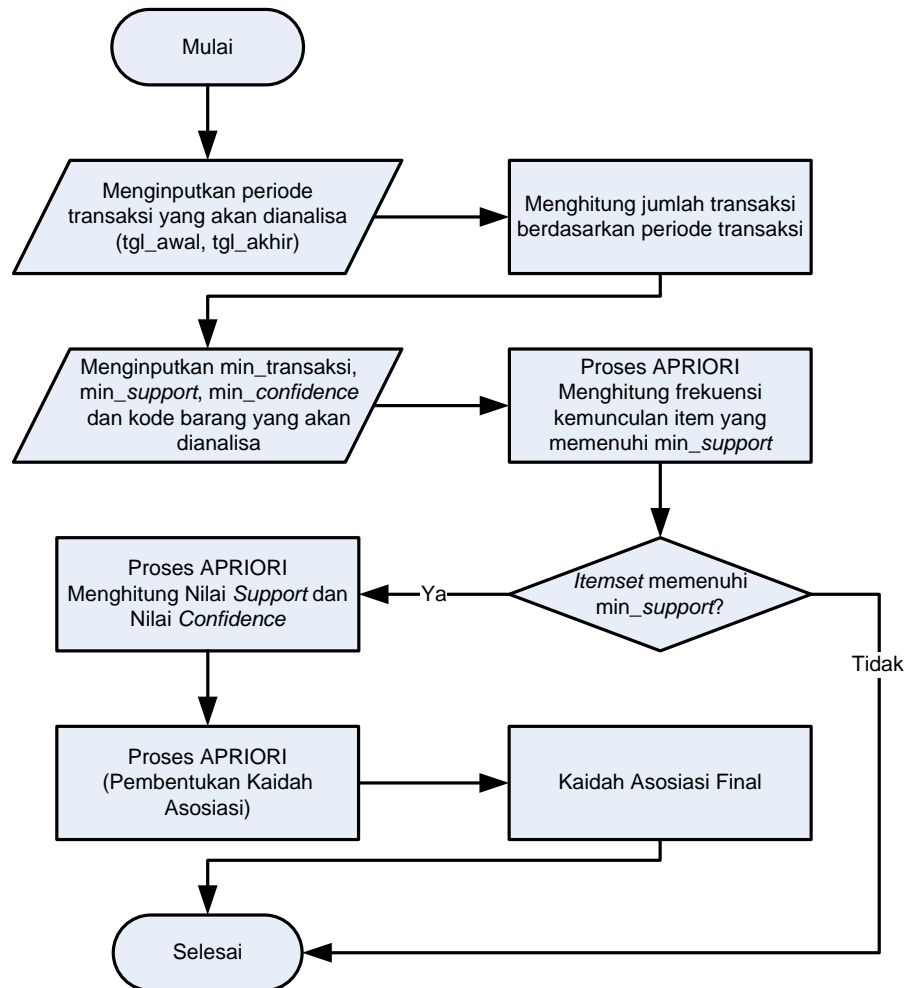 Mulai
Menginputkan periode
transaksi yang akan dianalisa
(tgl_awal, tgl_akhir)
Menghitung jumlah transaksi
berdasarkan periode transaksi
Menginputkan min_transaksi,
min_support, min_confidence
dan kode barang yang akan
dianalisa
Proses APRIORI
Menghitung frekuensi
kemunculan item yang
memenuhi min_support
Itemset memenuhi
min_support?
Ya
Tidak
Proses APRIORI
Menghitung Nilai Support dan
Nilai Confidence
Proses APRIORI
(Pembentukan Kaidah
Asosiasi)
Kaidah Asosiasi Final
Selesai